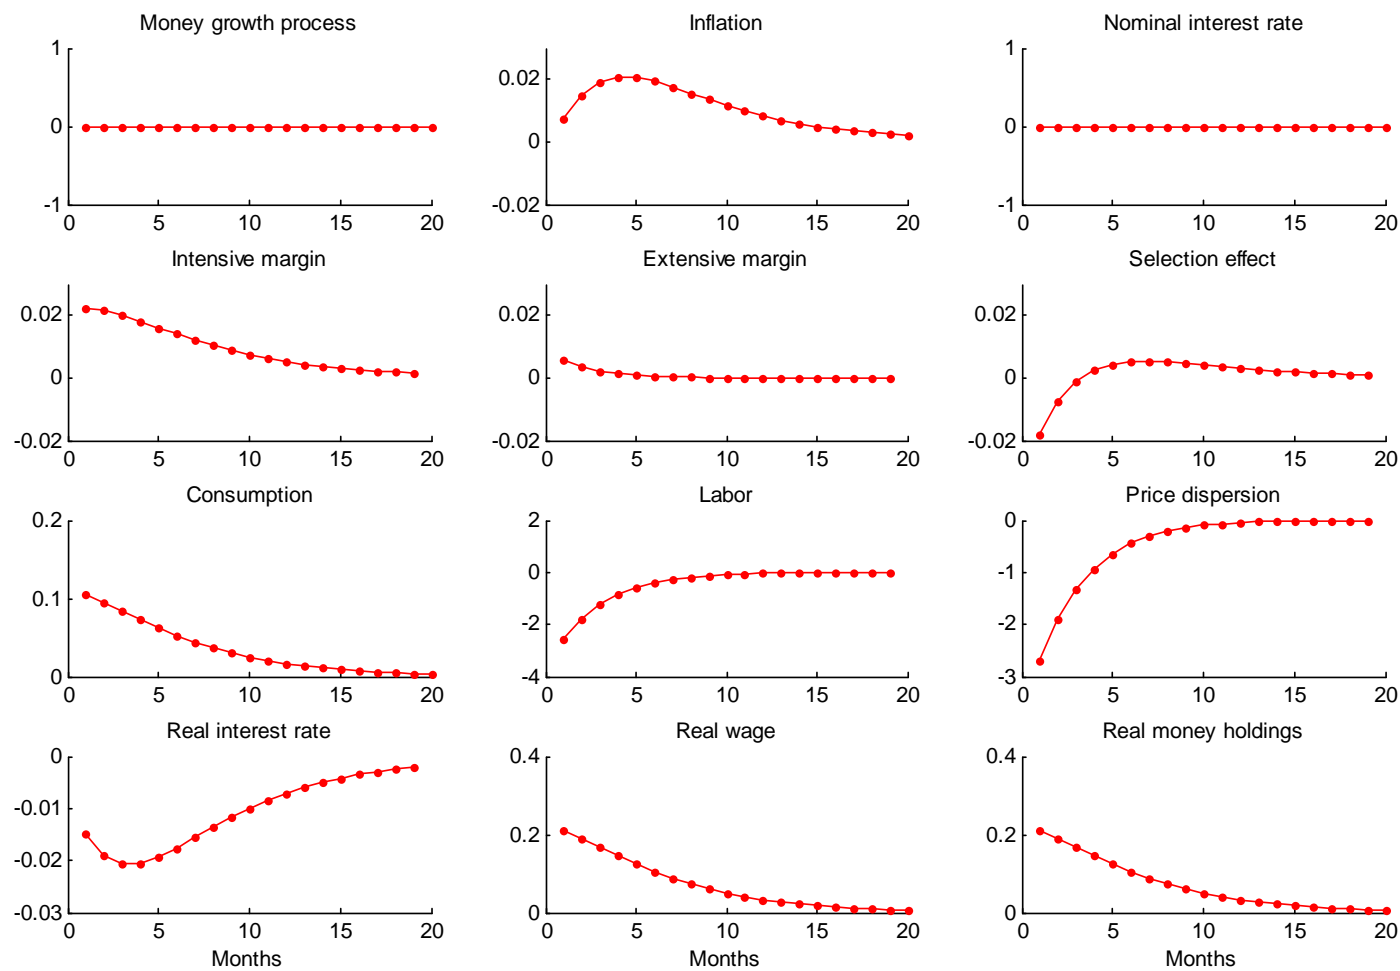 Money growth process Inflation Nominal interest rate
1 0.02 1
0 0 0
-1 -0.02 -1
0 5 10 15 20 0 5 10 15 20 0 5 10 15 20
Intensive margin Extensive margin Selection effect
0.02 0.02 0.02
0 0 0
-0.02 -0.02 -0.02
0 5 10 15 20 0 5 10 15 20 0 5 10 15 20
Consumption Labor Price dispersion
0.2 2 0
0 -1
0.1 -2 -2
0 -4 -3
0 5 10 15 20 0 5 10 15 20 0 5 10 15 20
Real interest rate Real wage Real money holdings
0 0.4 0.4
-0.01
0.2 0.2
-0.02
-0.03 0 0
0 5 10 15 20 0 5 10 15 20 0 5 10 15 20
Months Months Months